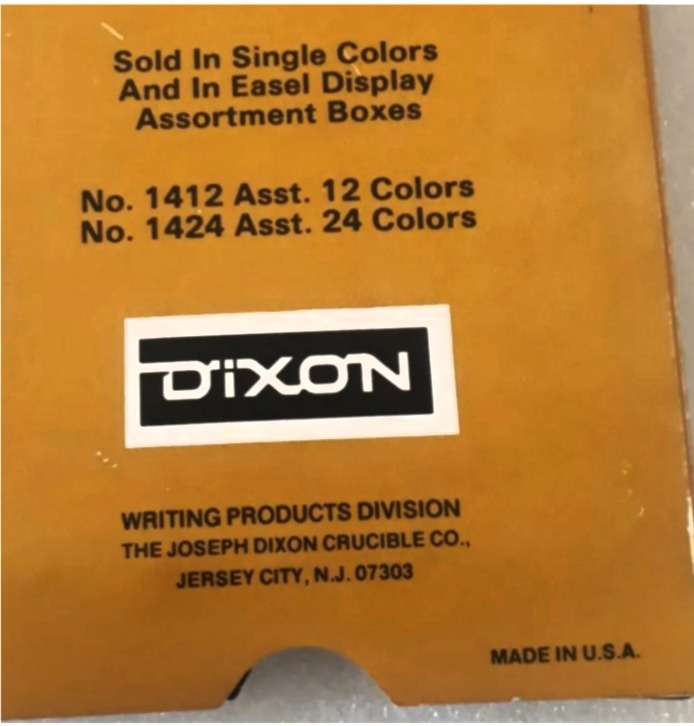 Sold In Single Colors
And In Easel Display
Assortment Boxes
No. 1412 Asst. 12 Colors
No. 1424 Asst. 24 Colors
DiXON
WRITING PRODUCTS DIVISION
THE JOSEPH DIXON CRUCIBLE CO.,
JERSEY CITY, N.J. 07303
MADE IN U.S.A.